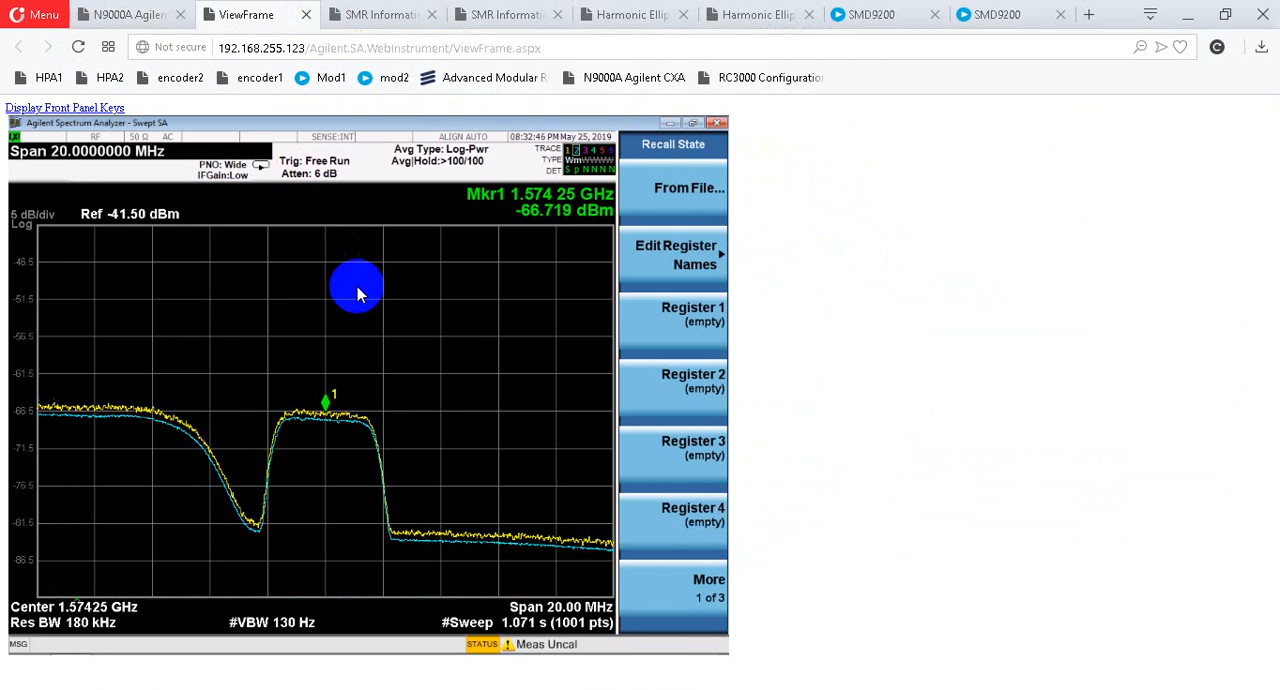 Menu N9000A Agilen ViewFrame SMR Informati SMR Informati Harmonic Ellip Harmonic Ellip SMD9200 SMD9200
Not secure 192.168.255.123/Agilent.SA.WebInstrument/ViewFrame.aspx
HPA1 HPA2 encoder2 encoder1 Mod1 mod2 Advanced Modular R N9000A Agilent CXA RC3000 Configuration
Display Front Panel Keys
Agilent Spectrum Analyzer - Swept SA
LXI RF 50 Ω AC SENSE:INT ALIGN AUTO 08:32:46 PM May 25, 2019
Span 20.0000000 MHz
PNO: Wide
IFGain:Low
Trig: Free Run
Atten: 6 dB
Avg Type: Log-Pwr
Avg|Hold:>100/100
TRACE 1 2 3 4 5 6
TYPE
DET S p N N N N
Mkr1 1.574 25 GHz
-66.719 dBm
5 dB/div Ref -41.50 dBm
Log
-46.5
-51.5
-56.5
-61.5
1
-66.5
-71.5
-76.5
-81.5
-86.5
Center 1.57425 GHz Span 20.00 MHz
Res BW 180 kHz #VBW 130 Hz #Sweep 1.071 s (1001 pts)
MSG STATUS Meas Uncal
Recall State
From File...
Edit Register
Names
Register 1
(empty)
Register 2
(empty)
Register 3
(empty)
Register 4
(empty)
More
1 of 3